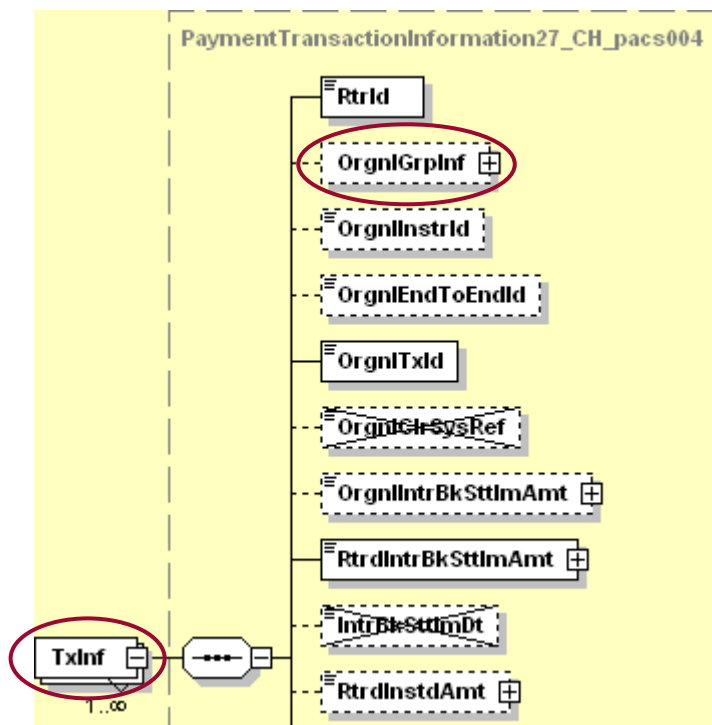 PaymentTransactionInformation27_CH_pacs004
RtrId
OrgnlGrpInf
OrgnlInstrId
OrgnlEndToEndId
OrgnlTxId
OrgnlClrSysRef
OrgnlIntrBkSttlmAmt
RtrdIntrBkSttlmAmt
IntrBkSttlmDt
TxInf
1..∞
RtrdInstdAmt